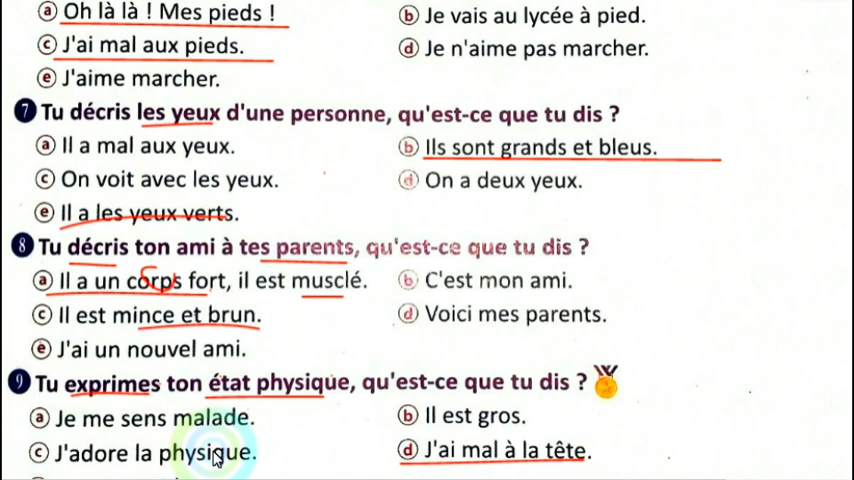 ⓐ Oh là là ! Mes pieds ! ⓑ Je vais au lycée à pied.
ⓒ J'ai mal aux pieds. ⓓ Je n'aime pas marcher.
ⓔ J'aime marcher.
❼ Tu décris les yeux d'une personne, qu'est-ce que tu dis ?
ⓐ Il a mal aux yeux. ⓑ Ils sont grands et bleus.
ⓒ On voit avec les yeux. ⓓ On a deux yeux.
ⓔ Il a les yeux verts.
❽ Tu décris ton ami à tes parents, qu'est-ce que tu dis ?
ⓐ Il a un corps fort, il est musclé. ⓑ C'est mon ami.
ⓒ Il est mince et brun. ⓓ Voici mes parents.
ⓔ J'ai un nouvel ami.
❾ Tu exprimes ton état physique, qu'est-ce que tu dis ?
ⓐ Je me sens malade. ⓑ Il est gros.
ⓒ J'adore la physique. ⓓ J'ai mal à la tête.